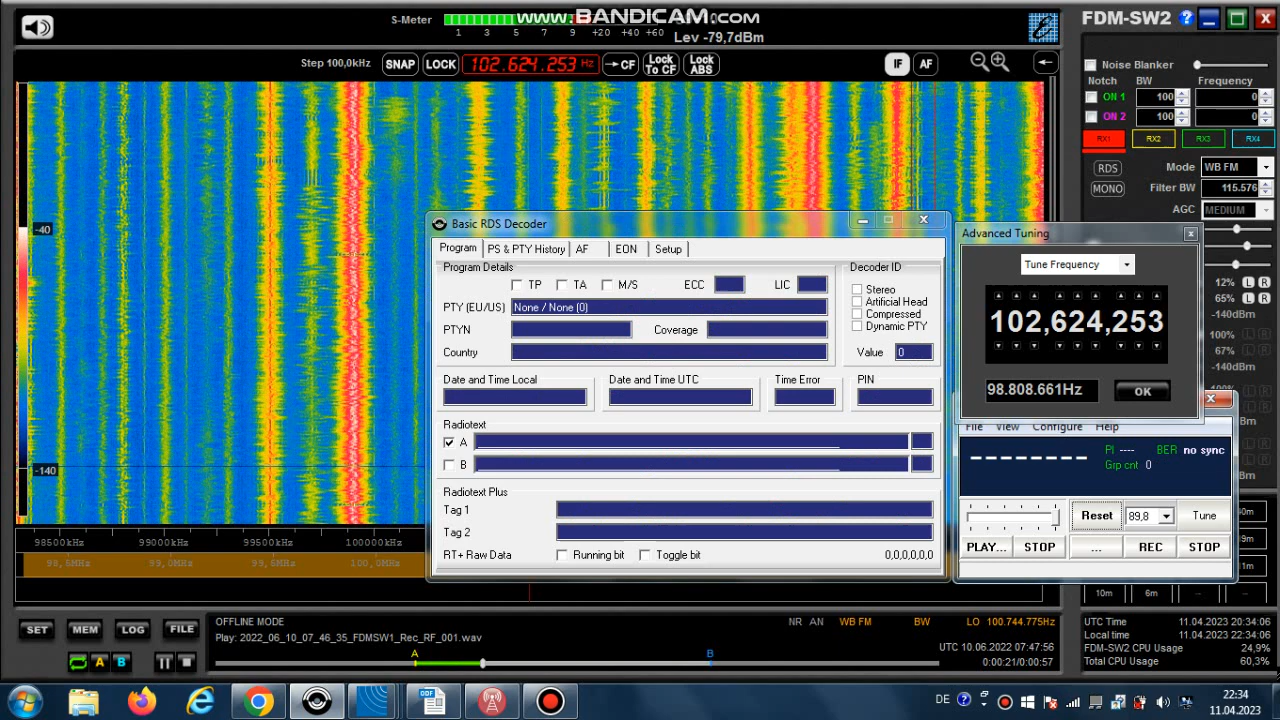 S-Meter
WWW.BANDICAM.COM
1 3 5 7 9 +20 +40 +60
Lev -79,7dBm
FDM-SW2 ?
Step 100,0kHz SNAP LOCK 102.624.253 Hz →CF Lock To CF Lock ABS IF AF
Noise Blanker
Notch BW Frequency
ON 1 100 0
ON 2 100 0
RX1 RX2 RX3 RX4
RDS Mode WB FM
MONO Filter BW 115.576
AGC MEDIUM
-40
-140
Basic RDS Decoder
Program PS & PTY History AF EON Setup
Program Details Decoder ID
TP TA M/S ECC LIC
Stereo
Artificial Head
Compressed
Dynamic PTY
PTY (EU/US) None / None (0)
PTYN Coverage
Country Value 0
Date and Time Local Date and Time UTC Time Error PIN
Radiotext
A
B
Radiotext Plus
Tag 1
Tag 2
RT+ Raw Data Running bit Toggle bit 0,0,0,0,0,0
Advanced Tuning x
Tune Frequency
102,624,253
98.808.661Hz OK
12% L R
65% L R
-140dBm
100% L R
67% L R
-140dBm
File View Configure Help
-------- PI ---- BER no sync
Grp cnt 0
Reset 89,8 Tune
PLAY... STOP ... REC STOP
10m 6m -- --
98500kHz 99000kHz 99500kHz 100000kHz
98,5MHz 99,0MHz 99,5MHz 100,0MHz
SET MEM LOG FILE
A B
OFFLINE MODE NR AN WB FM BW LO 100.744.775Hz
Play: 2022_06_10_07_46_35_FDMSW1_Rec_RF_001.wav
UTC 10.06.2022 07:47:56
A B
0:00:21/0:00:57
UTC Time 11.04.2023 20:34:06
Local time 11.04.2023 22:34:06
FDM-SW2 CPU Usage 24,9%
Total CPU Usage 60,3%
ODF
DE ? 22:34
11.04.2023